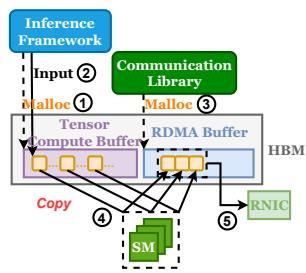 Inference
Framework
Input ②
Communication
Library
Malloc ①
Malloc ③
Tensor
Compute Buffer
RDMA Buffer
HBM
Copy
④
⑤
RNIC
SM